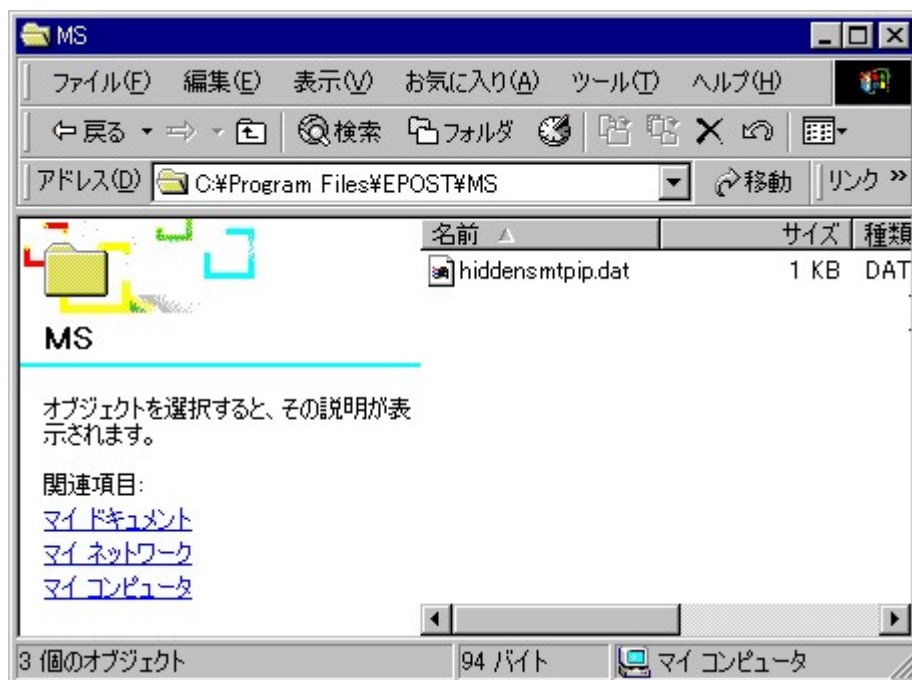 MS
ファイル(F) 編集(E) 表示(V) お気に入り(A) ツール(T) ヘルプ(H)
戻る 検索 フォルダ
アドレス(D) C:¥Program Files¥EPOST¥MS 移動 リンク »
名前 サイズ 種類
hiddensmtpip.dat 1 KB DAT
MS
オブジェクトを選択すると、その説明が表
示されます。
関連項目:
マイ ドキュメント
マイ ネットワーク
マイ コンピュータ
3 個のオブジェクト 94 バイト マイ コンピュータ